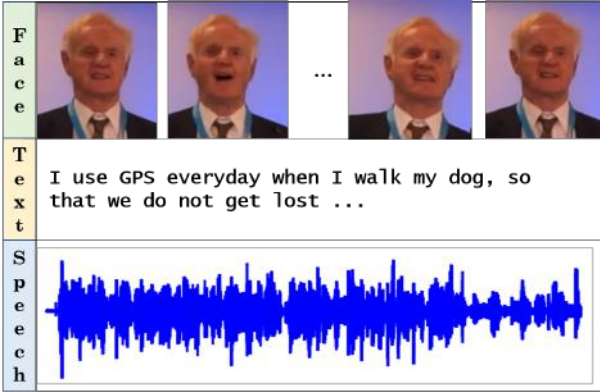 Face
...
Text
I use GPS everyday when I walk my dog, so
that we do not get lost ...
Speech